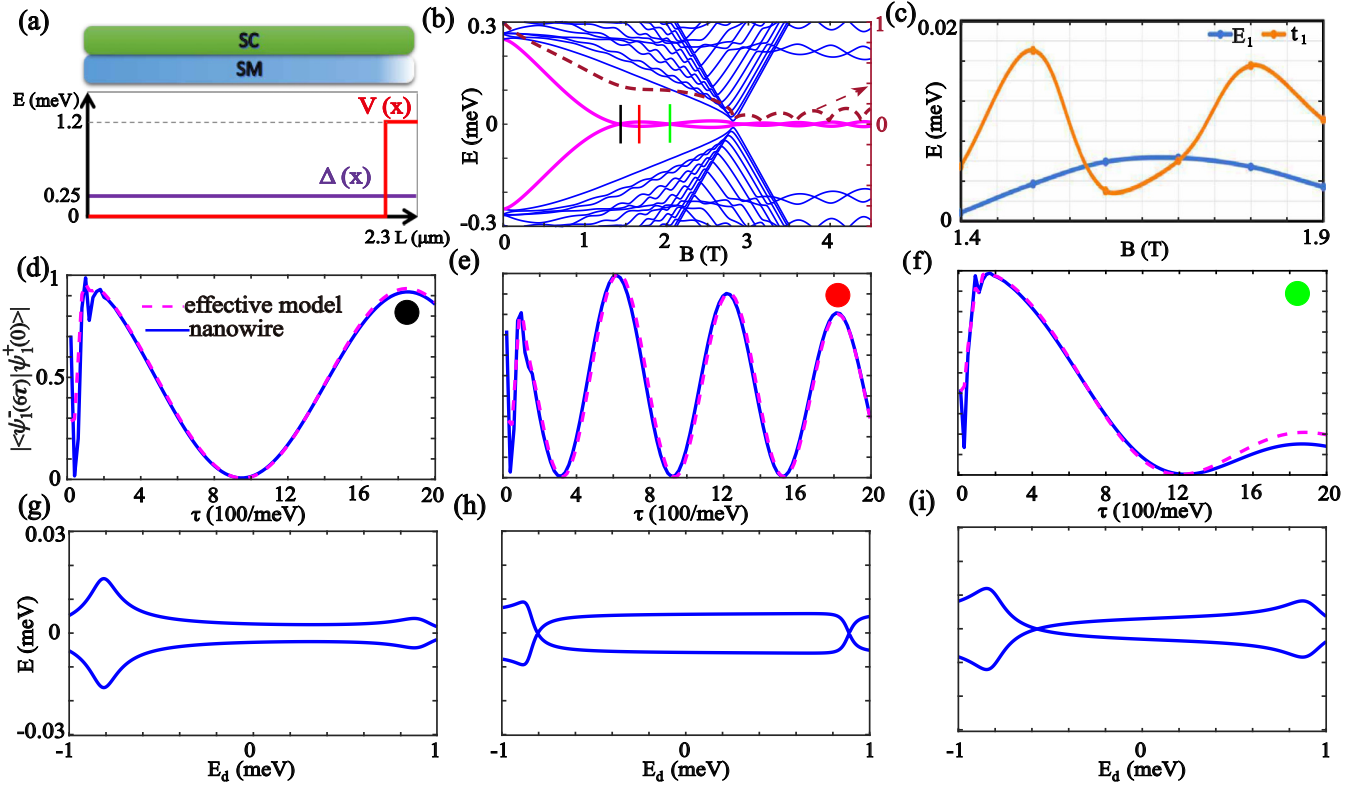 (a)
SC
SM
E (meV)
V (x)
1.2
Δ (x)
0.25
0
2.3 L (μm)
(b)
0.3
1
E (meV)
0
0
-0.3
0 1 2 3 4
B (T)
(c)
0.02
E₁ t₁
E (meV)
0
1.4 1.9
B (T)
(d)
1
effective model
nanowire
|<ψ₁⁻(6τ)|ψ₁⁺(0)>|
0.5
0
0 4 8 12 16 20
τ (100/meV)
(e)
0 4 8 12 16 20
τ (100/meV)
(f)
0 4 8 12 16 20
τ (100/meV)
(g)
0.03
E (meV)
0
-0.03
-1 0 1
E_d (meV)
(h)
-1 0 1
E_d (meV)
(i)
-1 0 1
E_d (meV)